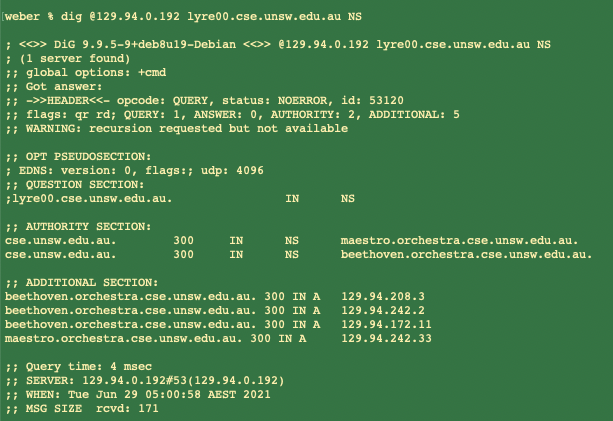 weber % dig @129.94.0.192 lyre00.cse.unsw.edu.au NS
; <<>> DiG 9.9.5-9+deb8u19-Debian <<>> @129.94.0.192 lyre00.cse.unsw.edu.au NS
; (1 server found)
;; global options: +cmd
;; Got answer:
;; ->>HEADER<<- opcode: QUERY, status: NOERROR, id: 53120
;; flags: qr rd; QUERY: 1, ANSWER: 0, AUTHORITY: 2, ADDITIONAL: 5
;; WARNING: recursion requested but not available
;; OPT PSEUDOSECTION:
; EDNS: version: 0, flags:; udp: 4096
;; QUESTION SECTION:
;lyre00.cse.unsw.edu.au. IN NS
;; AUTHORITY SECTION:
cse.unsw.edu.au. 300 IN NS maestro.orchestra.cse.unsw.edu.au.
cse.unsw.edu.au. 300 IN NS beethoven.orchestra.cse.unsw.edu.au.
;; ADDITIONAL SECTION:
beethoven.orchestra.cse.unsw.edu.au. 300 IN A 129.94.208.3
beethoven.orchestra.cse.unsw.edu.au. 300 IN A 129.94.242.2
beethoven.orchestra.cse.unsw.edu.au. 300 IN A 129.94.172.11
maestro.orchestra.cse.unsw.edu.au. 300 IN A 129.94.242.33
;; Query time: 4 msec
;; SERVER: 129.94.0.192#53(129.94.0.192)
;; WHEN: Tue Jun 29 05:00:58 AEST 2021
;; MSG SIZE rcvd: 171